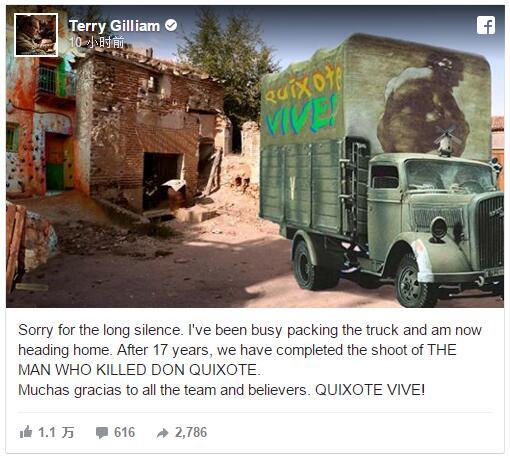 Terry Gilliam
10 小时前
QUIXOTE
VIVE!
Sorry for the long silence. I've been busy packing the truck and am now
heading home. After 17 years, we have completed the shoot of THE
MAN WHO KILLED DON QUIXOTE.
Muchas gracias to all the team and believers. QUIXOTE VIVE!
1.1 万 616 2,786